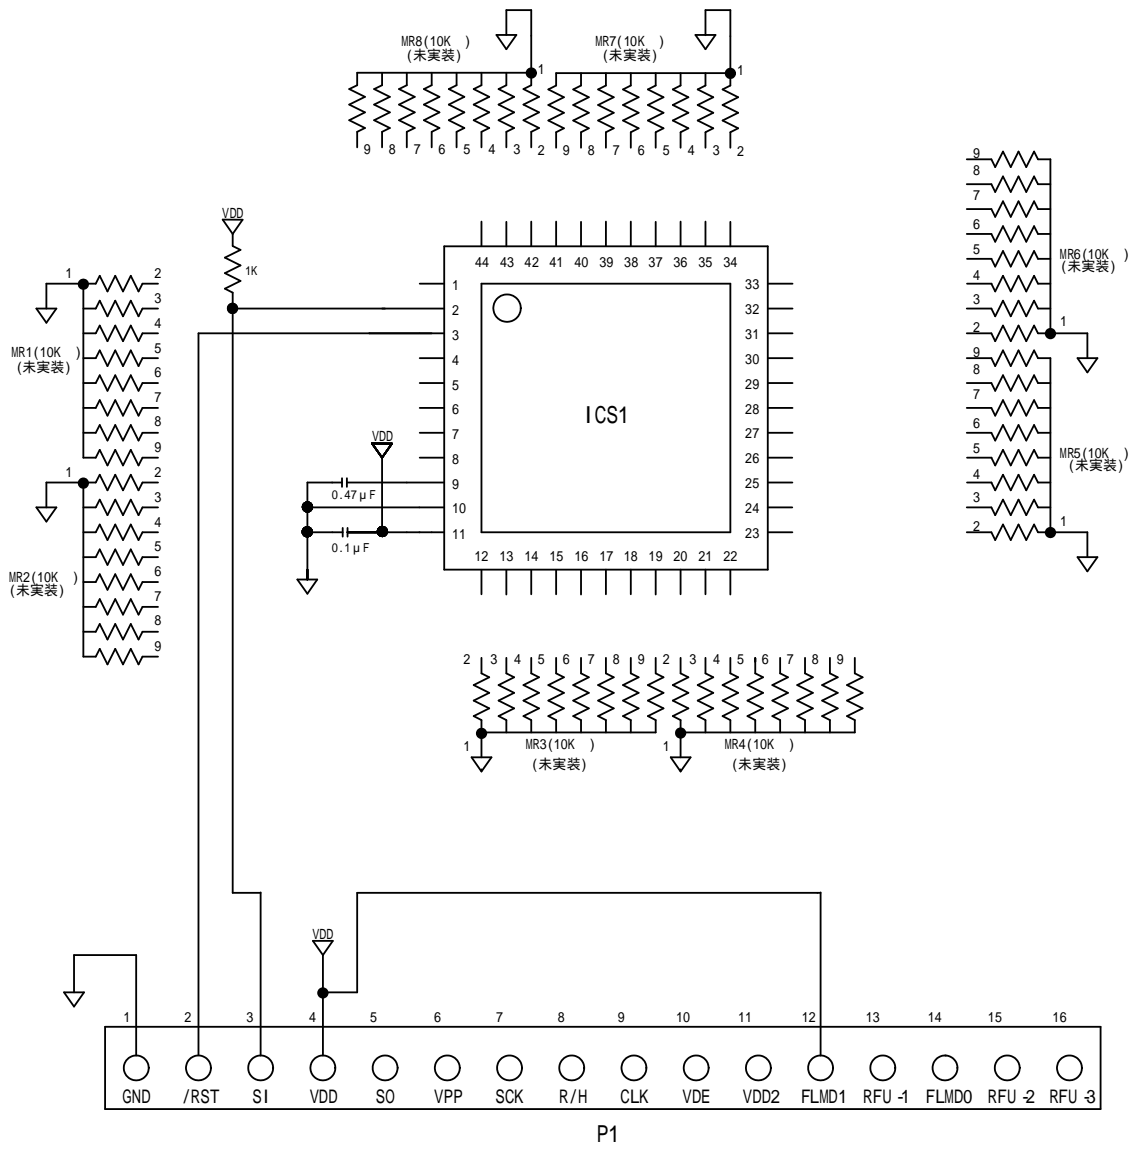 MR8(10K )
(未実装)
1
MR7(10K )
(未実装)
1
9 8 7 6 5 4 3 2 9 8 7 6 5 4 3 2
9
8
7
6
5
4
3
2
1
MR6(10K )
(未実装)
9
8
7
6
5
4
3
2
1
MR5(10K )
(未実装)
VDD
1K
1
2
3
4
5
6
7
8
9
MR1(10K )
(未実装)
1
2
3
4
5
6
7
8
9
MR2(10K )
(未実装)
44 43 42 41 40 39 38 37 36 35 34
1
2
3
4
5
6
7
8
9
10
11
33
32
31
30
29
28
27
26
25
24
23
ICS1
12 13 14 15 16 17 18 19 20 21 22
VDD
0.47μF
0.1μF
2 3 4 5 6 7 8 9 2 3 4 5 6 7 8 9
1
MR3(10K )
(未実装)
1
MR4(10K )
(未実装)
VDD
1 2 3 4 5 6 7 8 9 10 11 12 13 14 15 16
GND /RST SI VDD SO VPP SCK R/H CLK VDE VDD2 FLMD1 RFU-1 FLMD0 RFU-2 RFU-3
P1